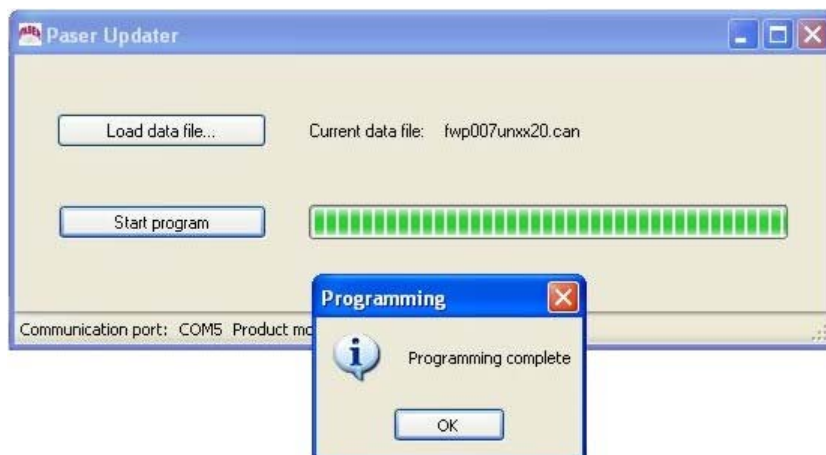 Paser Updater
Load data file...
Current data file: fwp007unxx20.can
Start program
Programming
Communication port: COM5 Product
Programming complete
OK